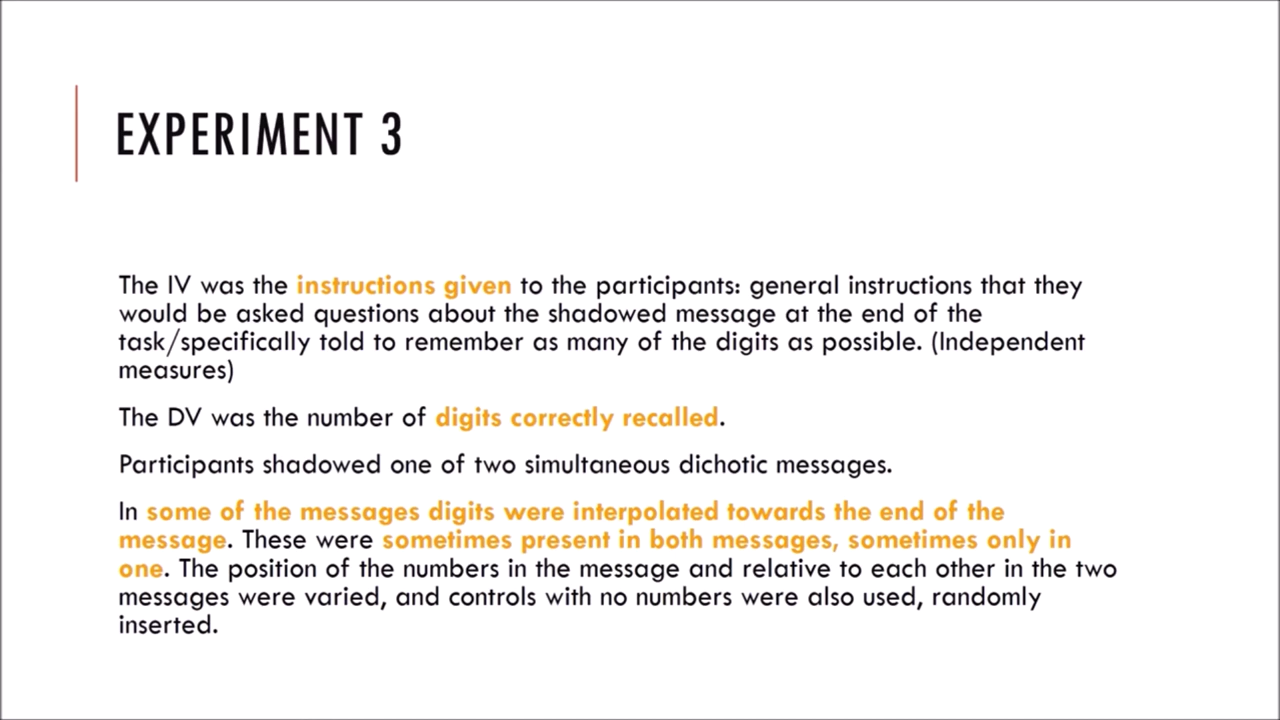 EXPERIMENT 3
The IV was the instructions given to the participants: general instructions that they
would be asked questions about the shadowed message at the end of the
task/specifically told to remember as many of the digits as possible. (Independent
measures)
The DV was the number of digits correctly recalled.
Participants shadowed one of two simultaneous dichotic messages.
In some of the messages digits were interpolated towards the end of the
message. These were sometimes present in both messages, sometimes only in
one. The position of the numbers in the message and relative to each other in the two
messages were varied, and controls with no numbers were also used, randomly
inserted.